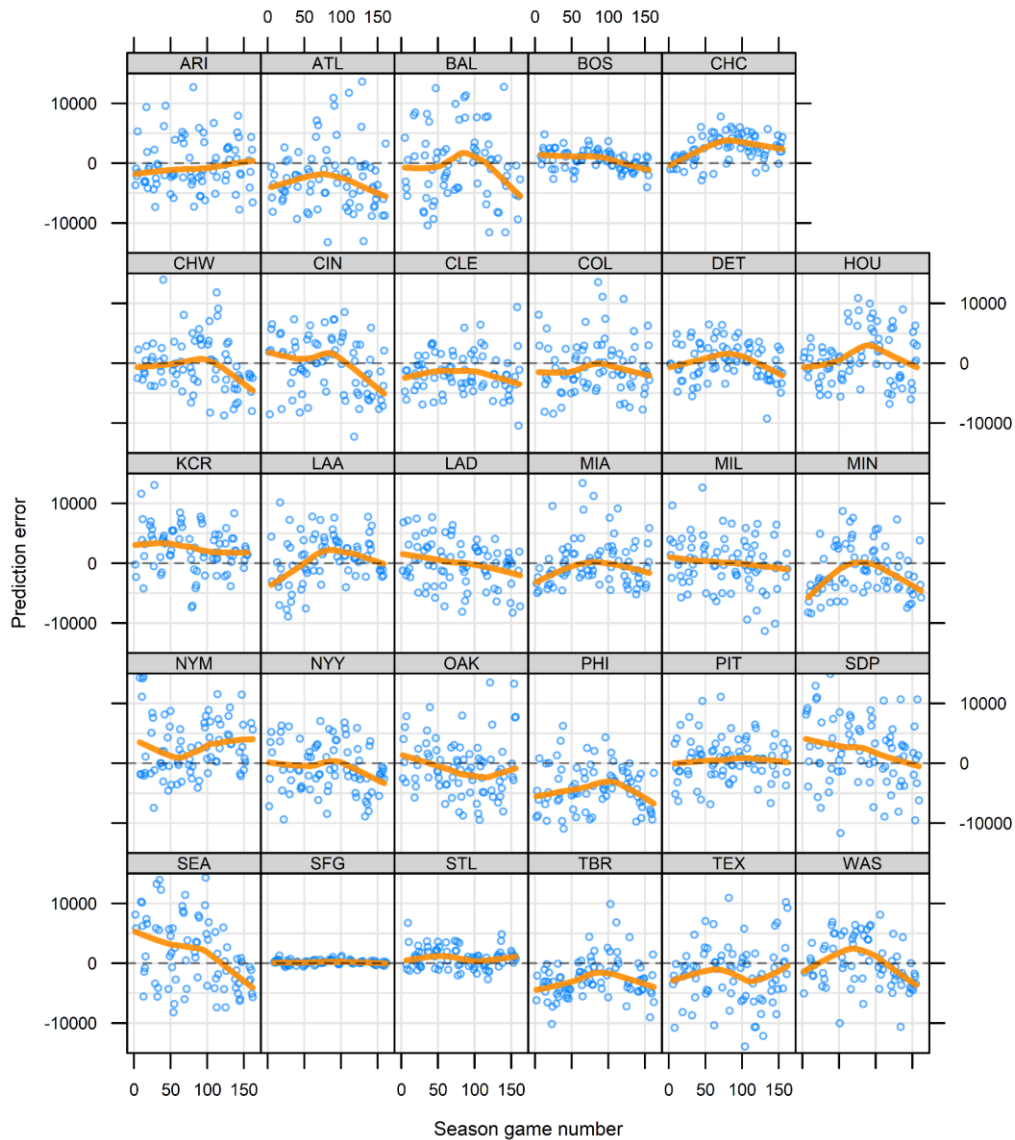 0 50 100 150 0 50 100 150
ARI ATL BAL BOS CHC
10000
0
-10000
CHW CIN CLE COL DET HOU
10000
0
-10000
KCR LAA LAD MIA MIL MIN
10000
0
-10000
Prediction error
NYM NYY OAK PHI PIT SDP
10000
0
-10000
SEA SFG STL TBR TEX WAS
10000
0
-10000
0 50 100 150 0 50 100 150 0 50 100 150
Season game number